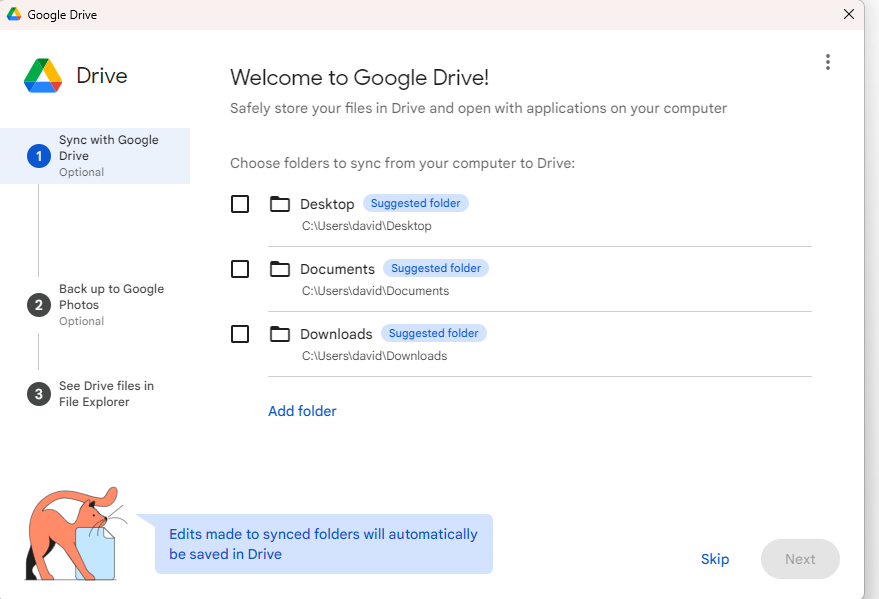 Google Drive
Drive
Welcome to Google Drive!
Safely store your files in Drive and open with applications on your computer
1
Sync with Google
Drive
Optional
Choose folders to sync from your computer to Drive:
Desktop Suggested folder
C:\Users\david\Desktop
Documents Suggested folder
C:\Users\david\Documents
2
Back up to Google
Photos
Optional
Downloads Suggested folder
C:\Users\david\Downloads
3
See Drive files in
File Explorer
Add folder
Edits made to synced folders will automatically
be saved in Drive
Skip
Next